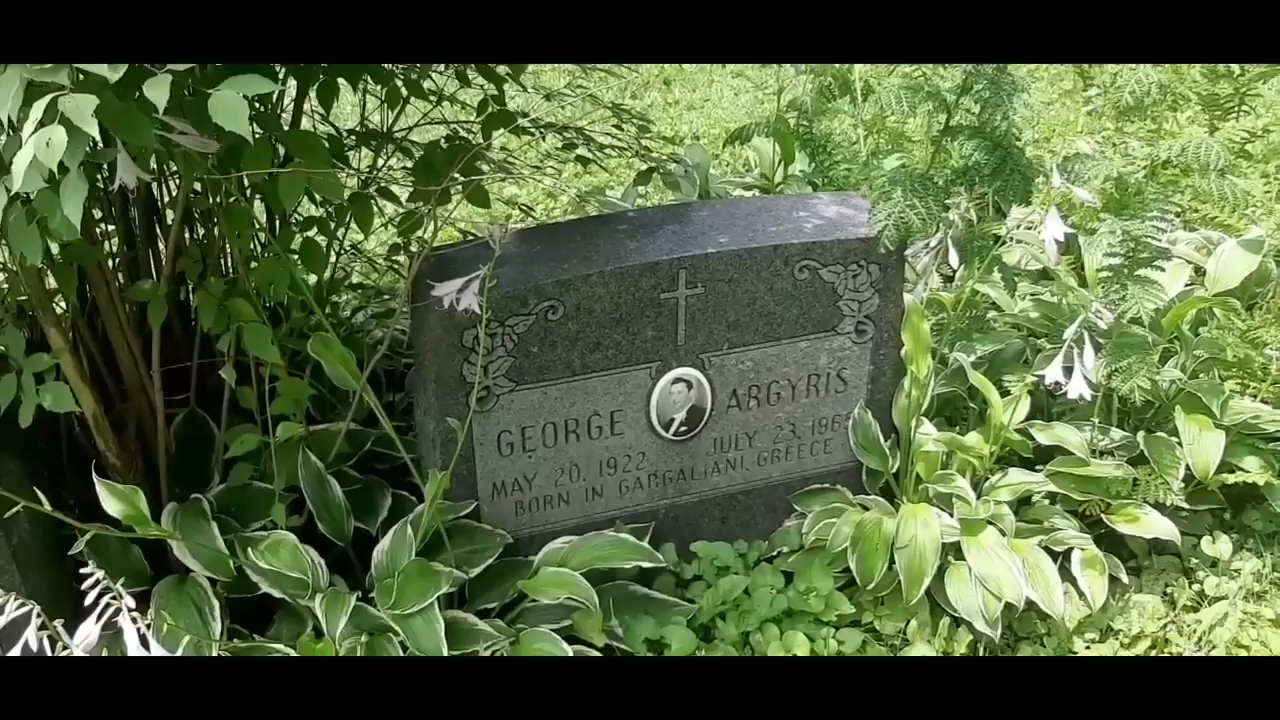 GEORGE ARGYRIS
MAY 20, 1922 JULY 23,
BORN IN GARGALIANI, GREECE